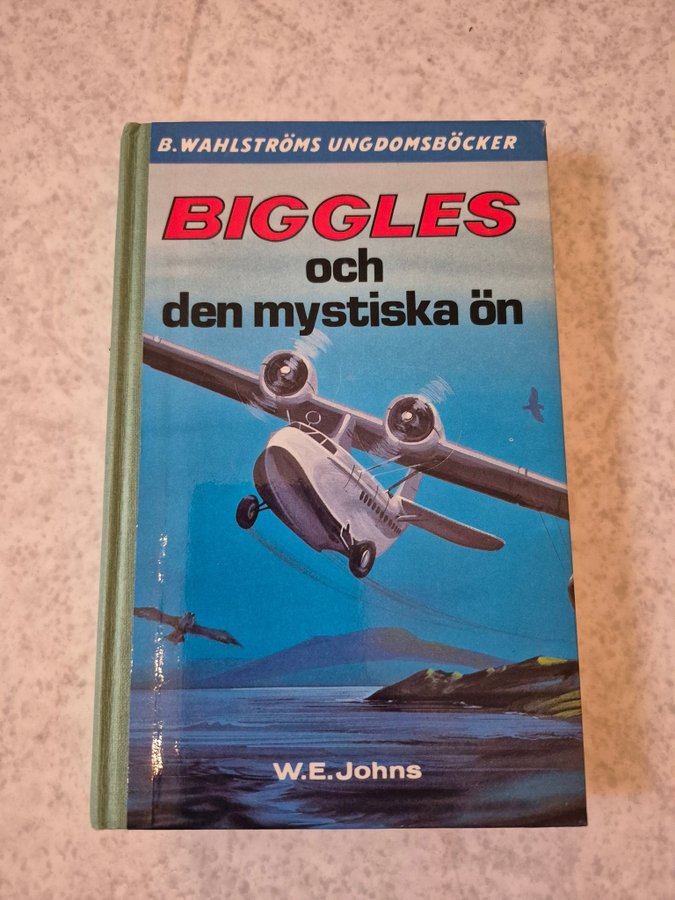 B.WAHLSTRÖMS UNGDOMSBÖCKER
BIGGLES
och
den mystiska ön
W.E.Johns